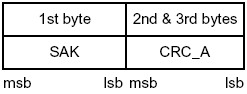 1st byte 2nd & 3rd bytes
SAK CRC_A
msb lsb msb lsb